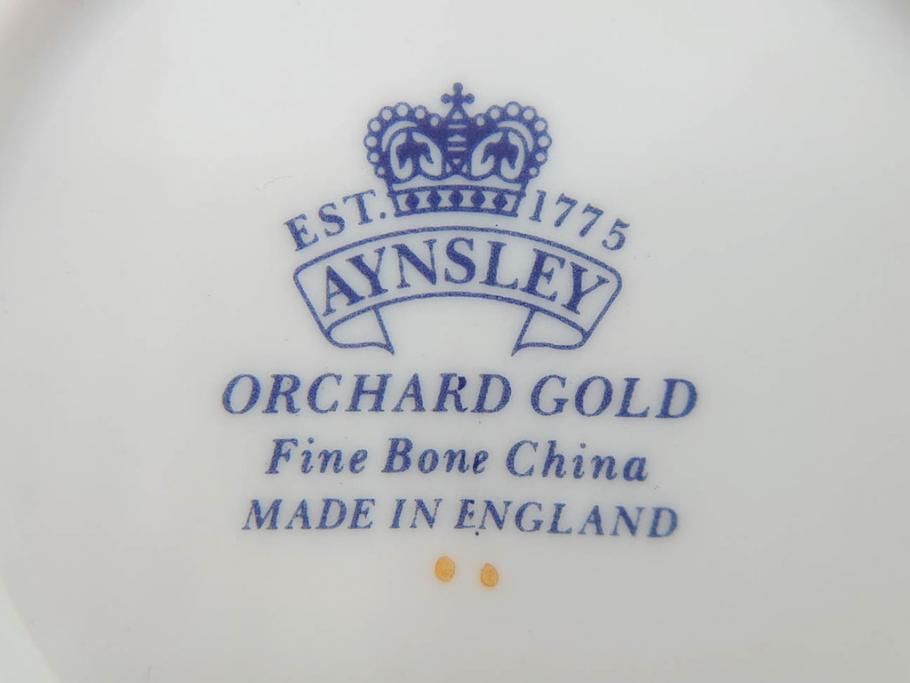 EST. 1775
AYNSLEY
ORCHARD GOLD
Fine Bone China
MADE IN ENGLAND